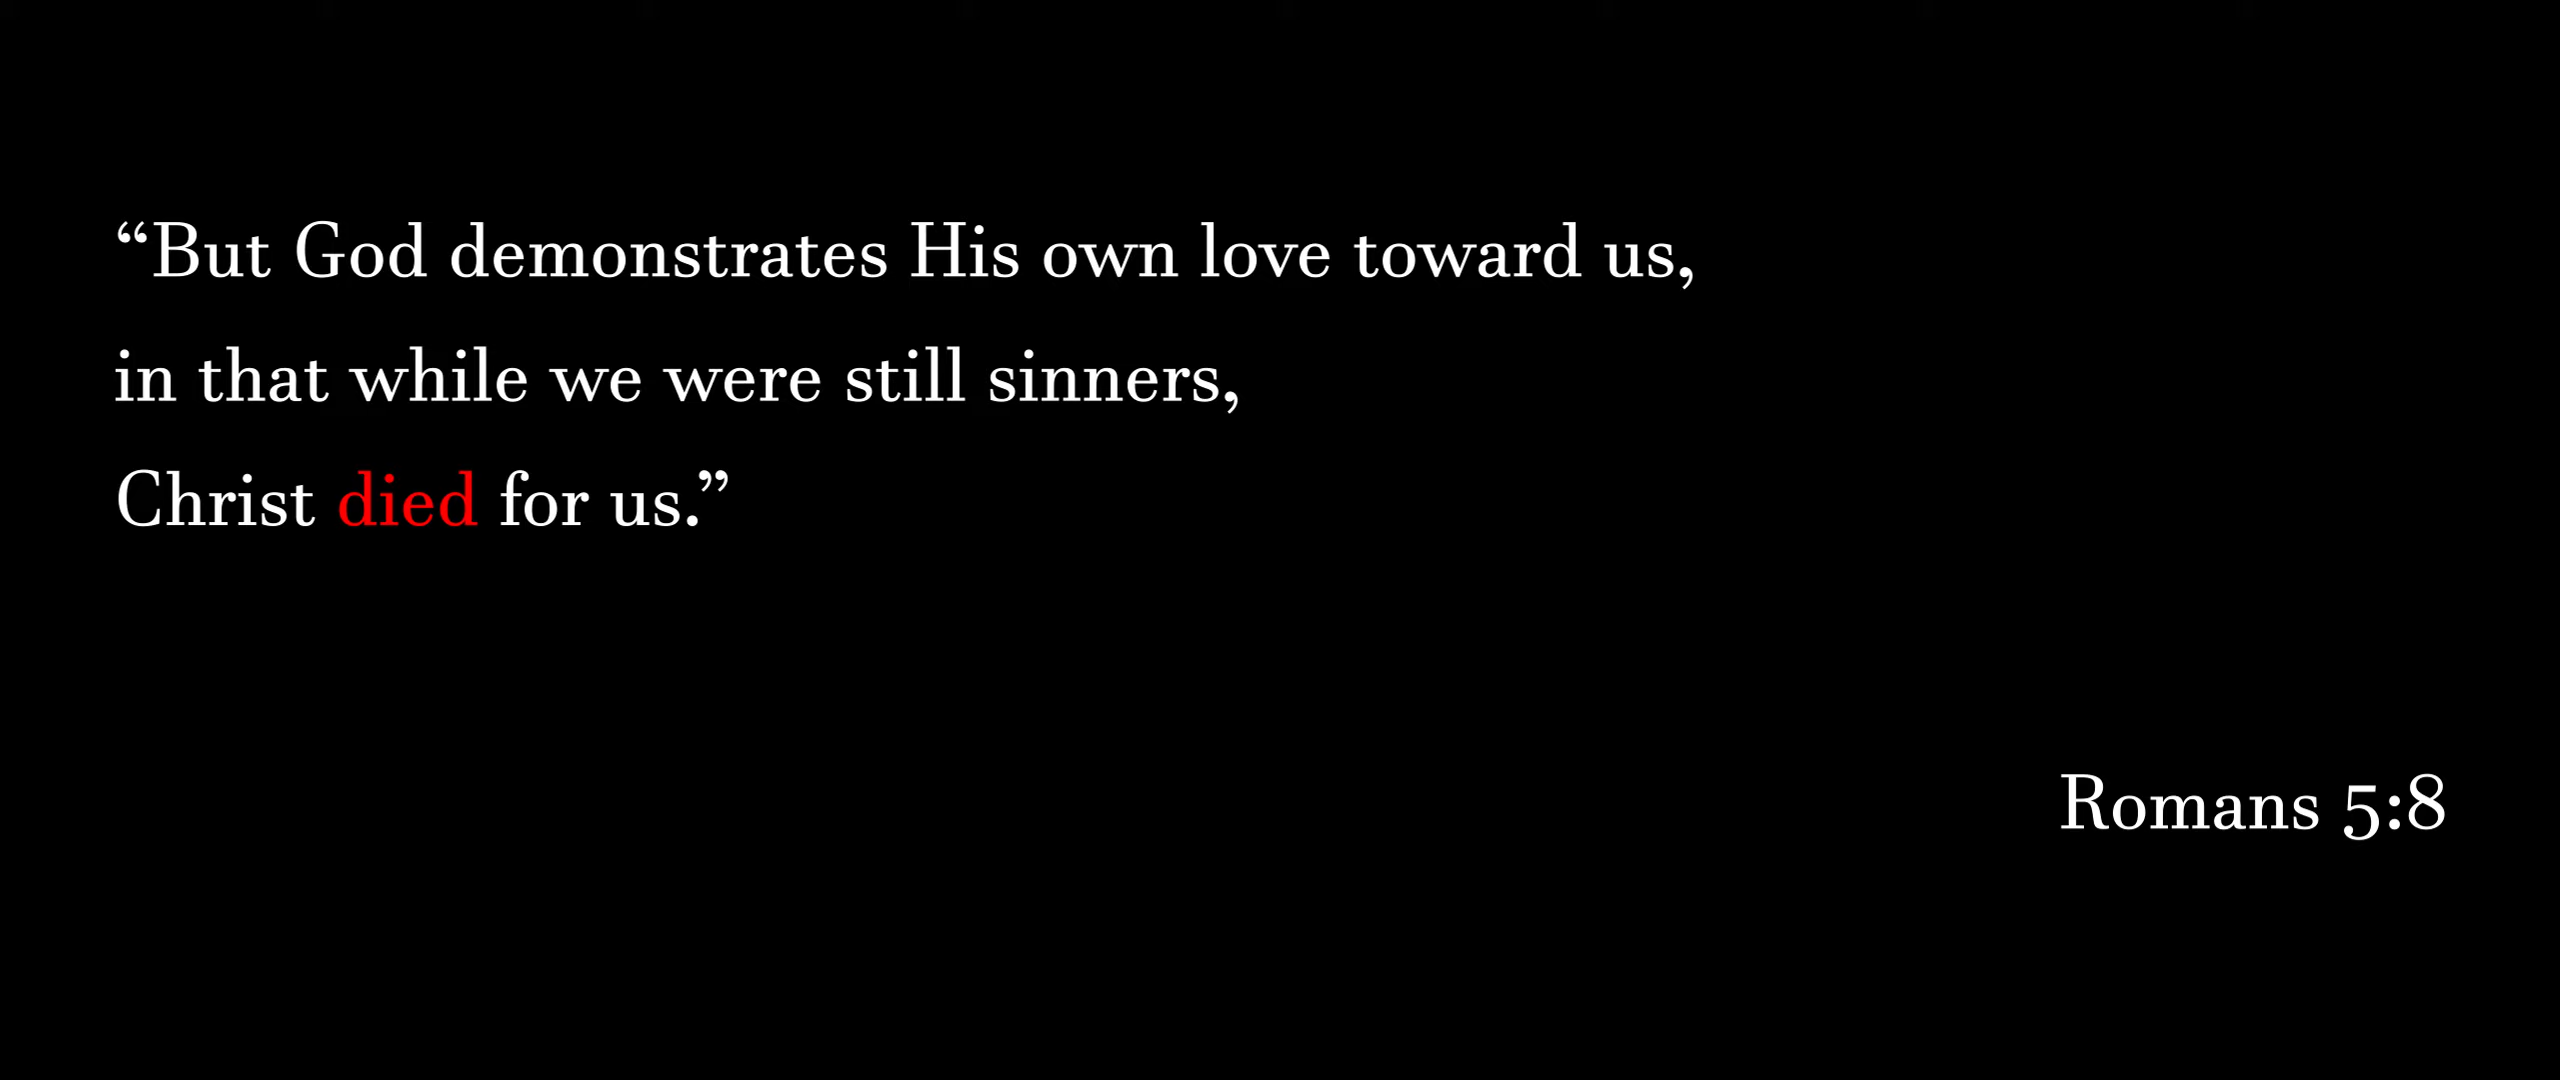 “But God demonstrates His own love toward us,
in that while we were still sinners,
Christ died for us.”
Romans 5:8